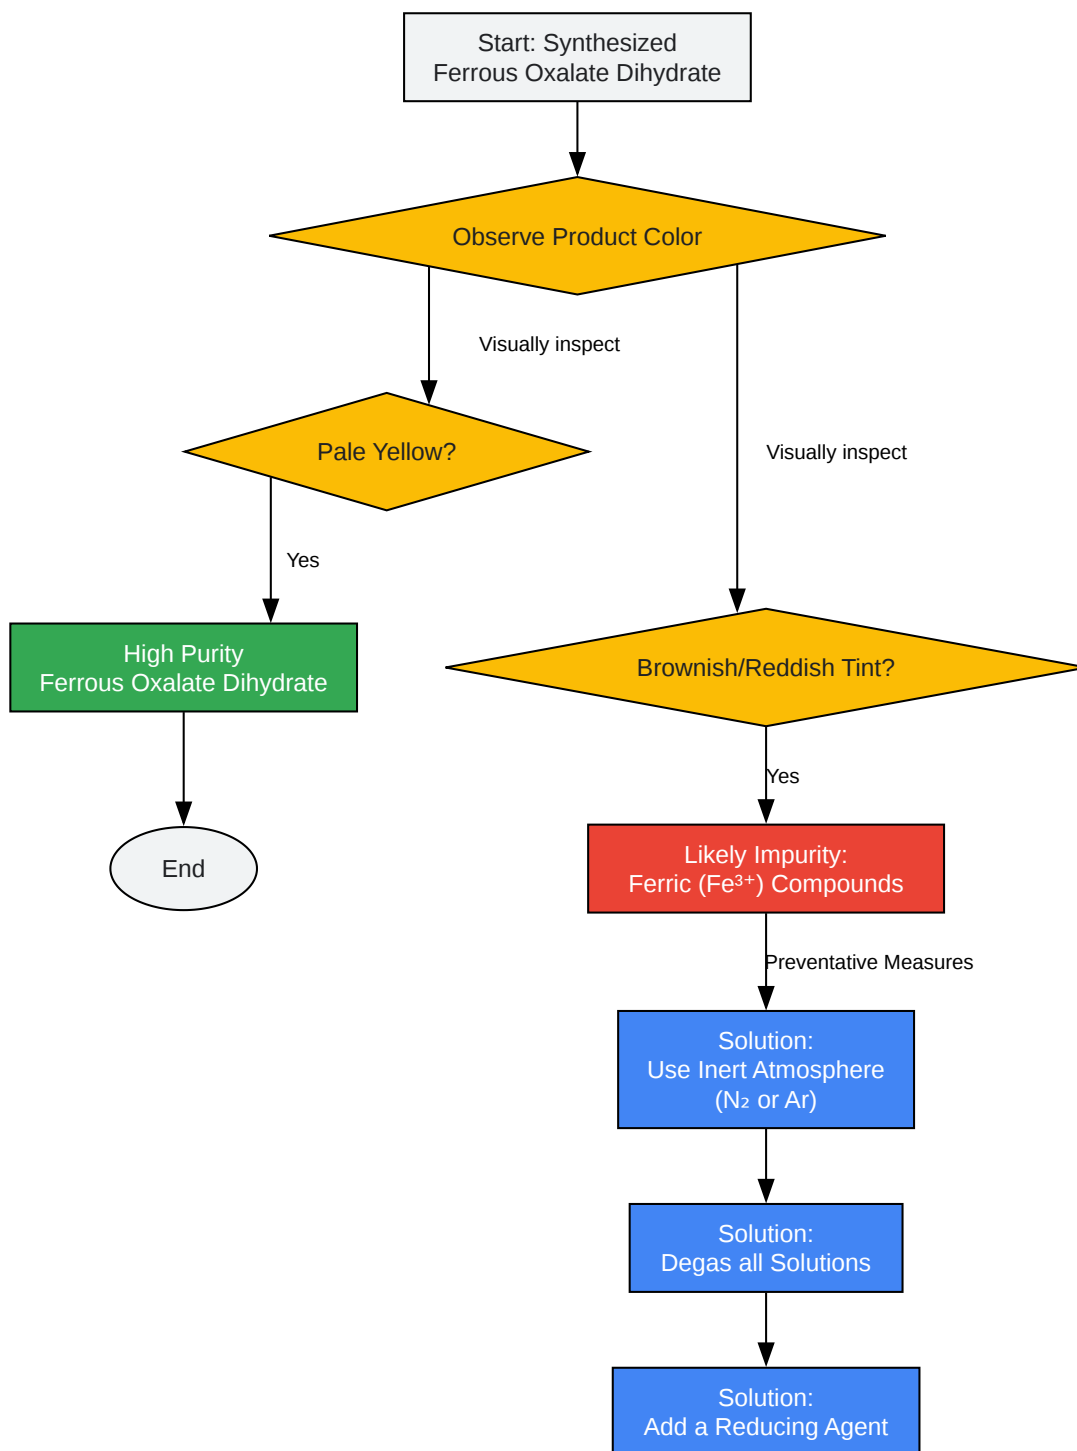 Start: Synthesized
Ferrous Oxalate Dihydrate
Observe Product Color
Visually inspect
Pale Yellow?
Visually inspect
Yes
High Purity
Ferrous Oxalate Dihydrate
Brownish/Reddish Tint?
Yes
End
Likely Impurity:
Ferric (Fe³⁺) Compounds
Preventative Measures
Solution:
Use Inert Atmosphere
(N₂ or Ar)
Solution:
Degas all Solutions
Solution:
Add a Reducing Agent